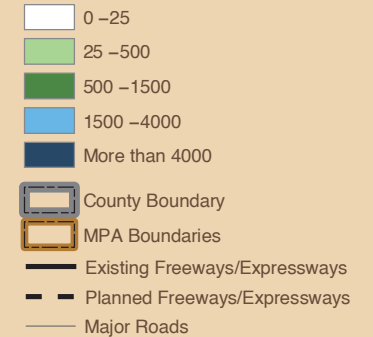 0 –25
25 –500
500 –1500
1500 –4000
More than 4000
County Boundary
MPA Boundaries
Existing Freeways/Expressways
Planned Freeways/Expressways
Major Roads